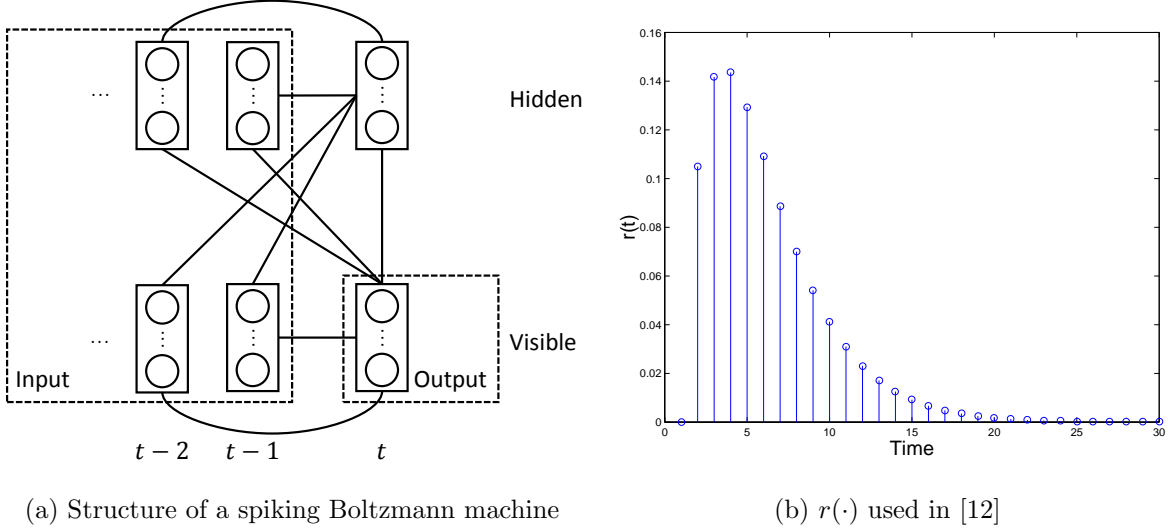 ...
Hidden
...
Visible
Input
Output
t − 2
t − 1
t
(a) Structure of a spiking Boltzmann machine
0.16
0.14
0.12
0.1
0.08
0.06
0.04
0.02
0
r(t)
0 5 10 15 20 25 30
Time
(b) r(·) used in [12]